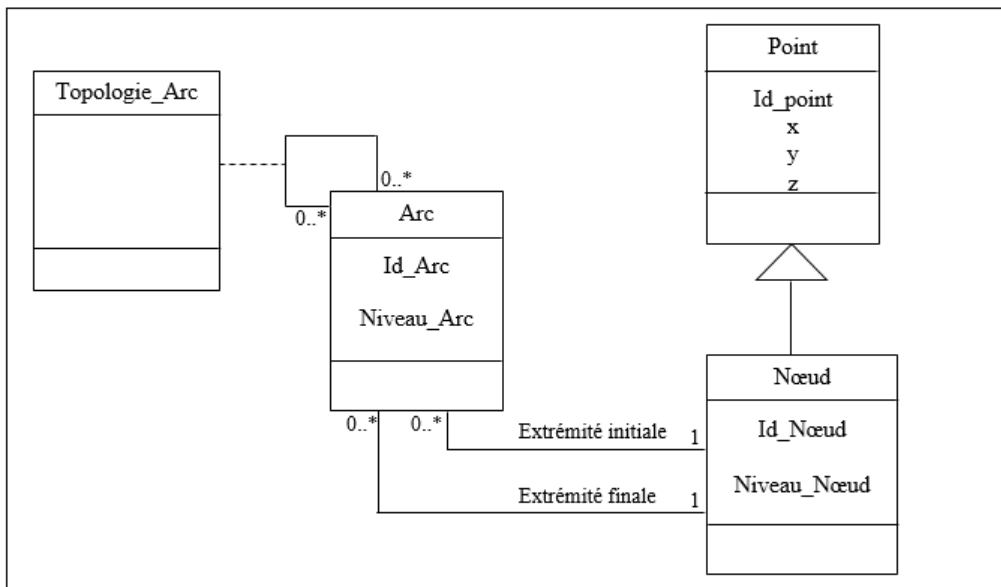 Point
Id_point
x
y
z
Topologie_Arc
0..*
0..*
Arc
Id_Arc
Niveau_Arc
0..*
0..*
Extrémité initiale
1
Extrémité finale
1
Nœud
Id_Nœud
Niveau_Nœud